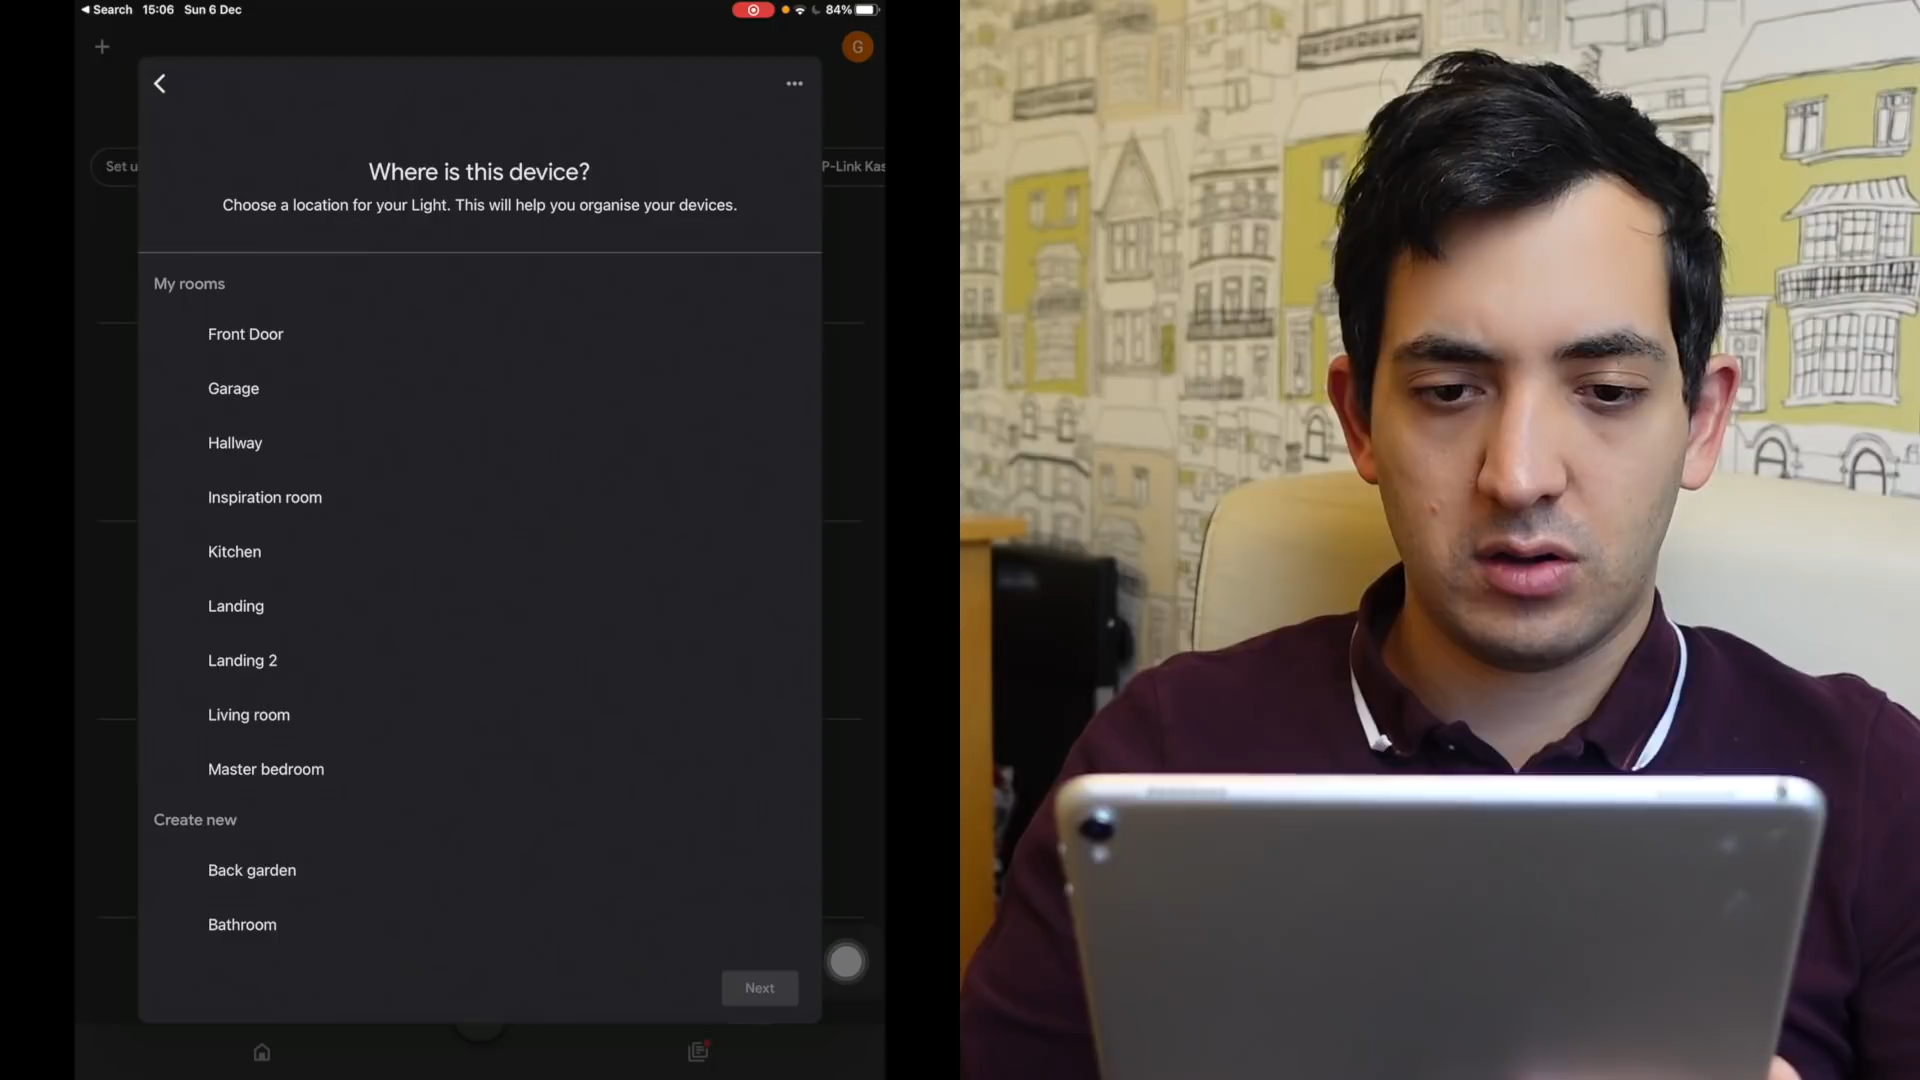 Search 15:06 Sun 6 Dec 84%
G
Set u
P-Link Kas
Where is this device?
Choose a location for your Light. This will help you organise your devices.
My rooms
Front Door
Garage
Hallway
Inspiration room
Kitchen
Landing
Landing 2
Living room
Master bedroom
Create new
Back garden
Bathroom
Next